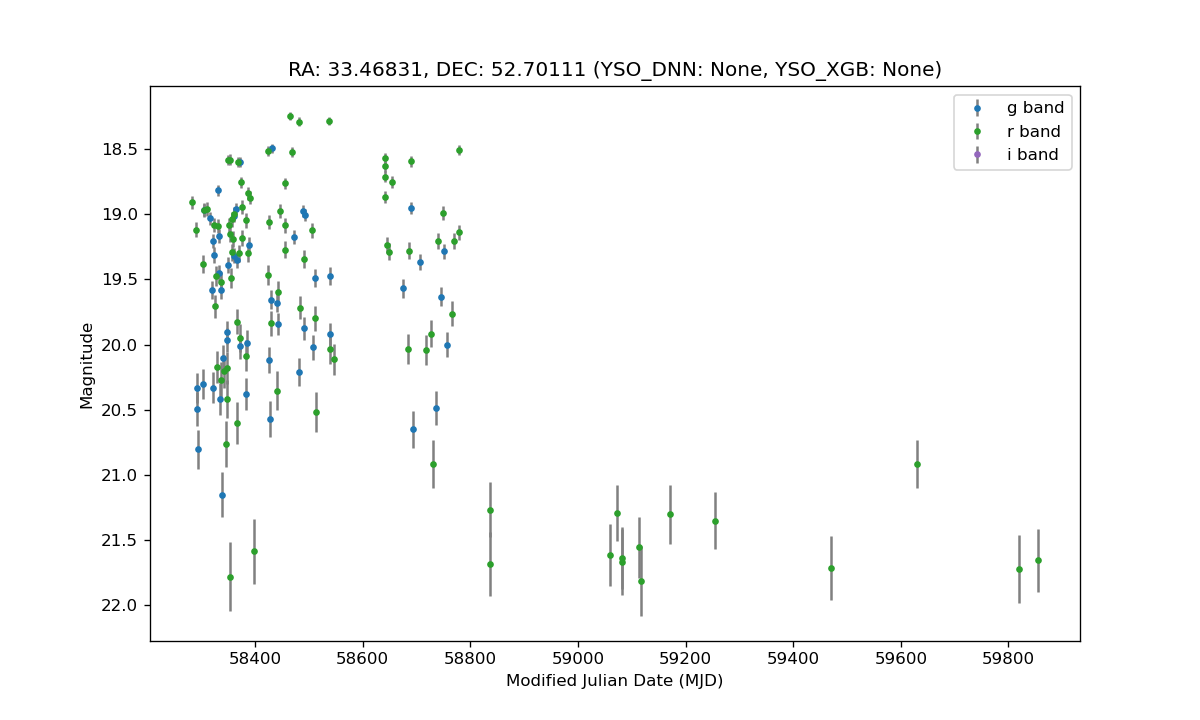 RA: 33.46831, DEC: 52.70111 (YSO_DNN: None, YSO_XGB: None)
g band
r band
i band
18.5
19.0
19.5
20.0
20.5
21.0
21.5
22.0
Magnitude
58400
58600
58800
59000
59200
59400
59600
59800
Modified Julian Date (MJD)